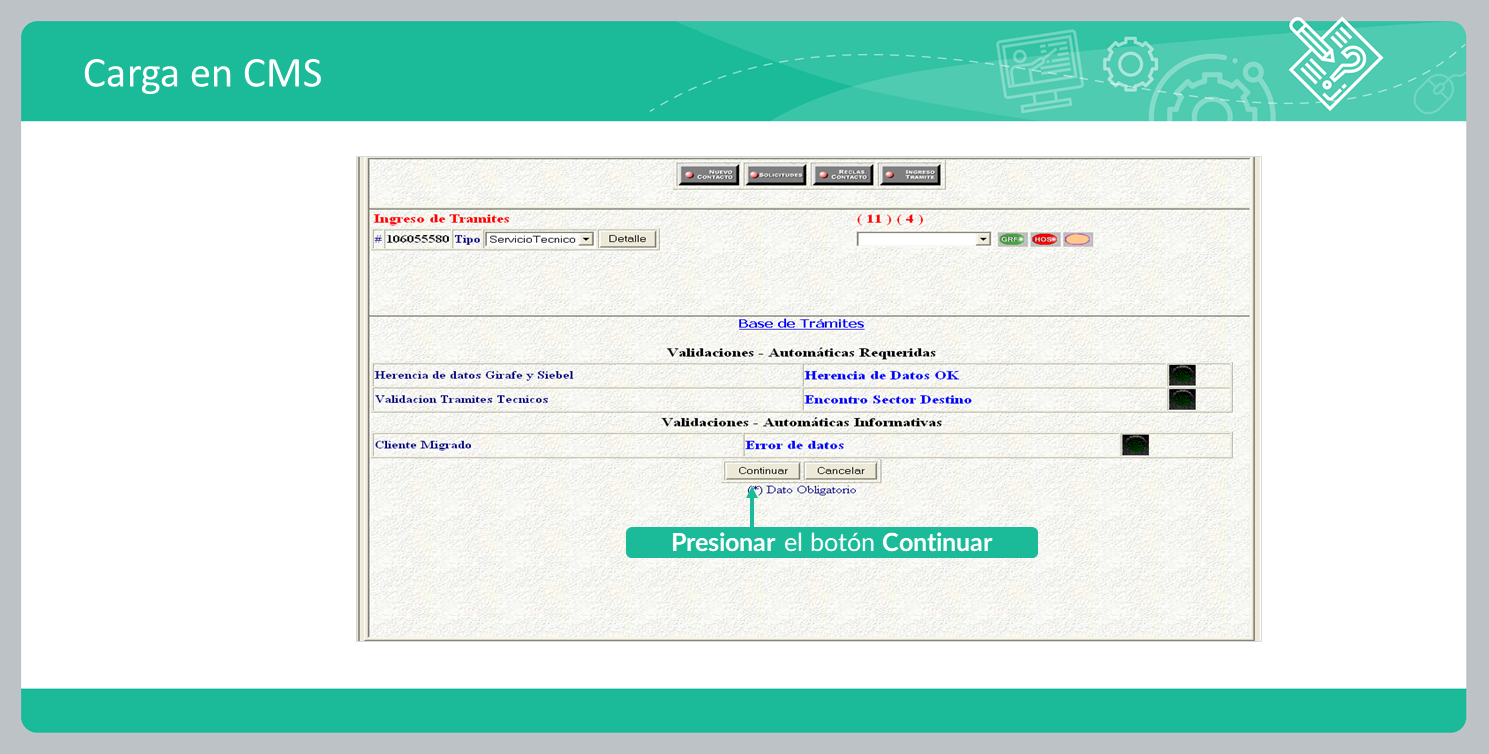 Carga en CMS
NUEVO CONTACTO SOLICITUDES RECLAS. CONTACTO INGRESO TRAMITE
Ingreso de Tramites ( 11 ) ( 4 )
# 106055580 Tipo ServicioTecnico Detalle GRF HOS
Base de Trámites
Validaciones - Automáticas Requeridas
Herencia de datos Girafe y Siebel Herencia de Datos OK
Validacion Tramites Tecnicos Encontro Sector Destino
Validaciones - Automáticas Informativas
Cliente Migrado Error de datos
Continuar Cancelar
(*) Dato Obligatorio
Presionar el botón Continuar